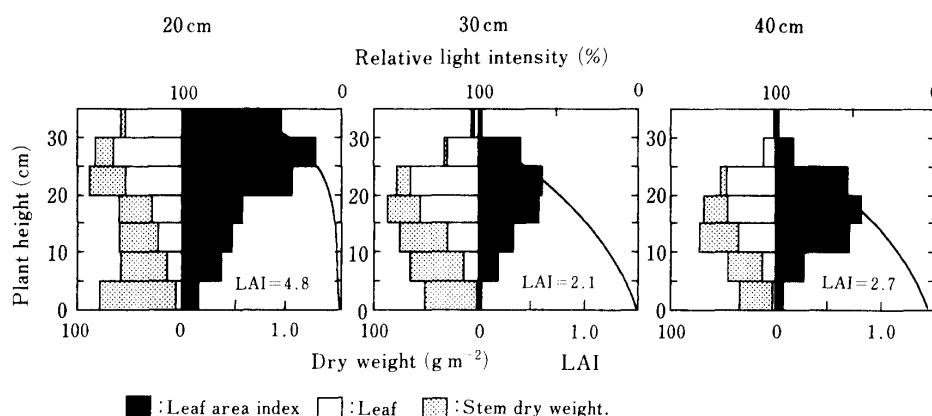 20 cm 30 cm 40 cm
Relative light intensity (%)
100 0 100 0 100 0
Plant height (cm)
30 30 30
20 20 20
10 10 10
0 0 0
LAI=4.8 LAI=2.1 LAI=2.7
100 0 1.0 100 0 1.0 100 0 1.0
Dry weight (g m⁻²) LAI
:Leaf area index :Leaf :Stem dry weight.